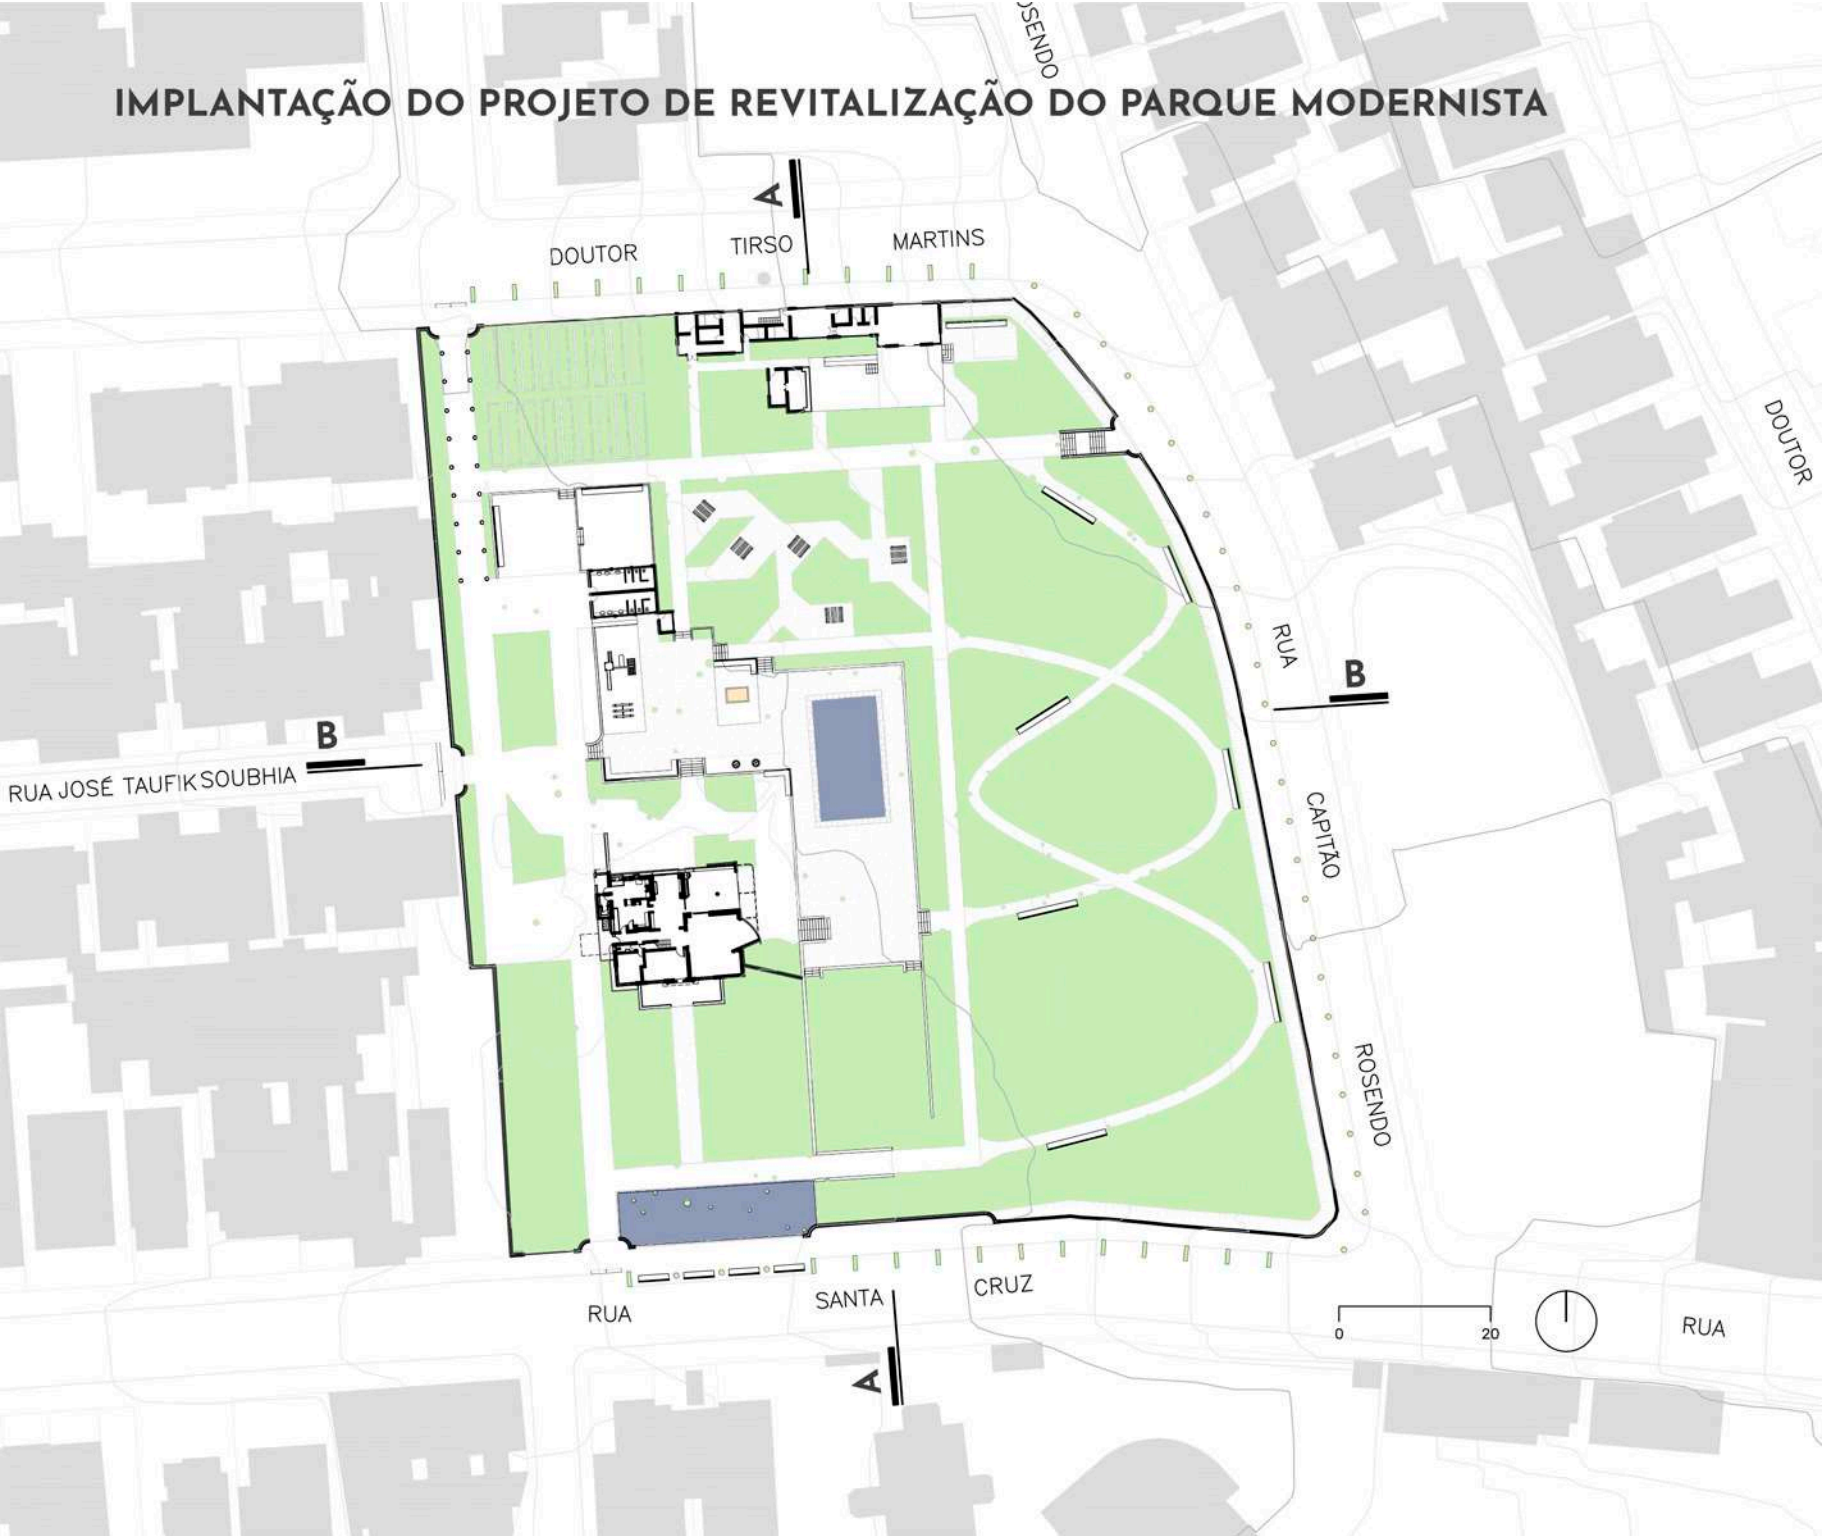 OSENDO
IMPLANTAÇÃO DO PROJETO DE REVITALIZAÇÃO DO PARQUE MODERNISTA
A
DOUTOR TIRSO MARTINS
DOUTOR
RUA
B
B
RUA JOSÉ TAUFIK SOUBHIA
CAPITÃO
ROSENDO
RUA SANTA CRUZ
0 20
RUA
A